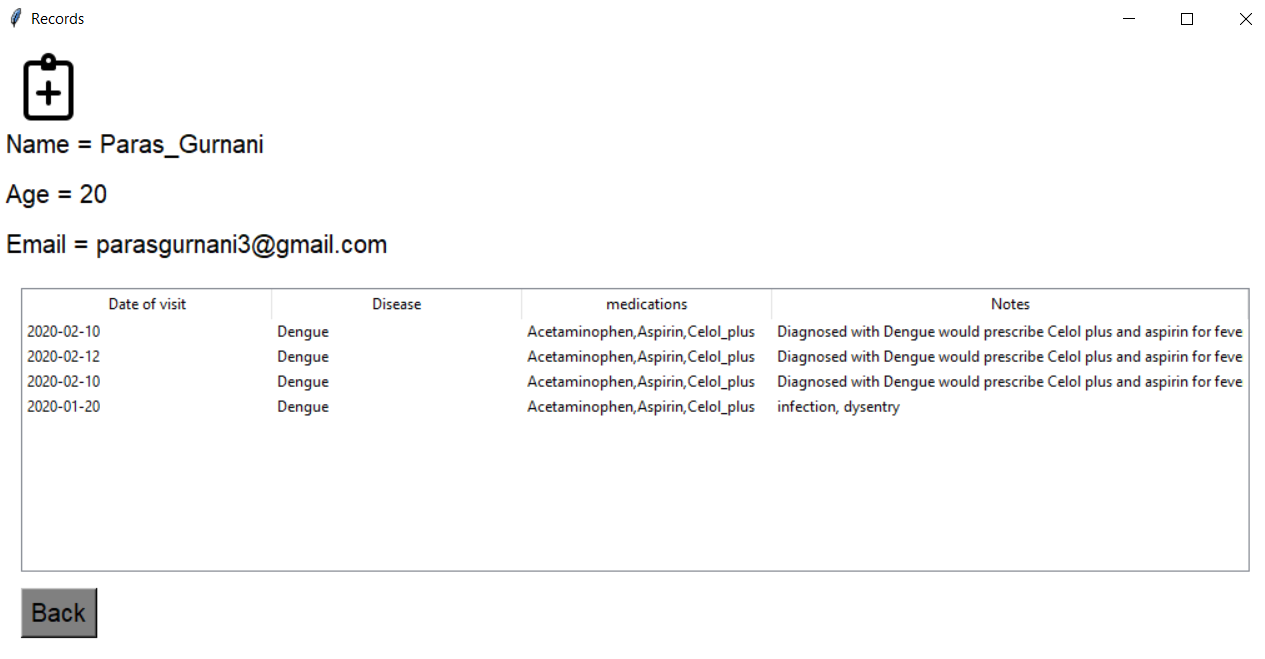 Records
Name = Paras_Gurnani
Age = 20
Email = parasgurnani3@gmail.com
Date of visit Disease medications Notes
2020-02-10 Dengue Acetaminophen,Aspirin,Celol_plus Diagnosed with Dengue would prescribe Celol plus and aspirin for feve
2020-02-12 Dengue Acetaminophen,Aspirin,Celol_plus Diagnosed with Dengue would prescribe Celol plus and aspirin for feve
2020-02-10 Dengue Acetaminophen,Aspirin,Celol_plus Diagnosed with Dengue would prescribe Celol plus and aspirin for feve
2020-01-20 Dengue Acetaminophen,Aspirin,Celol_plus infection, dysentry
Back